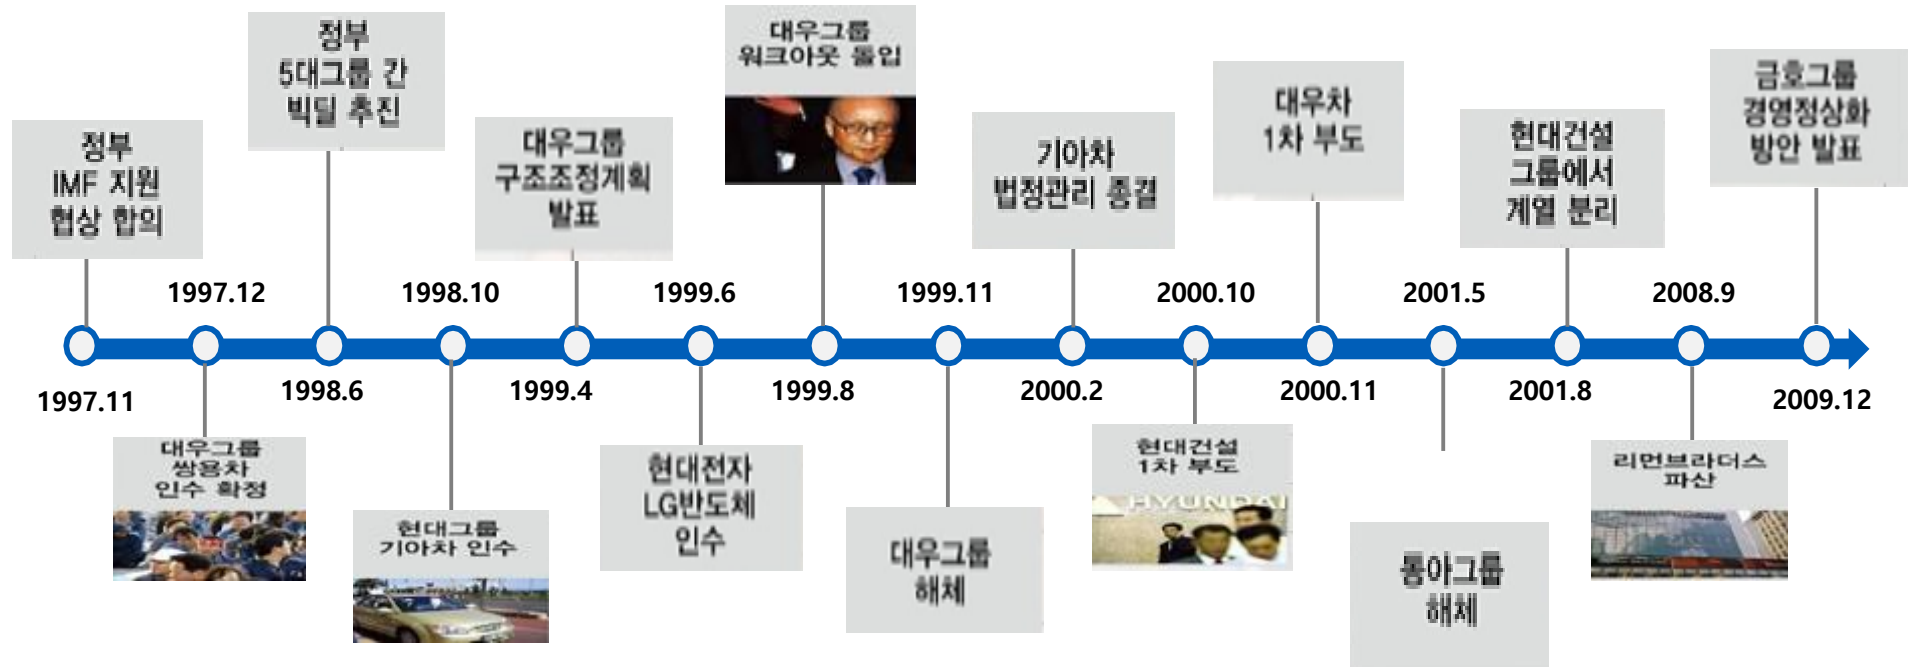 정부
IMF 지원
협상 합의
1997.11
1997.12
대우그룹
쌍용차
인수 확정
정부
5대그룹 간
빅딜 추진
1998.6
1998.10
현대그룹
기아차 인수
대우그룹
구조조정계획
발표
1999.4
1999.6
현대전자
LG반도체
인수
대우그룹
워크아웃 돌입
1999.8
1999.11
대우그룹
해체
기아차
법정관리 종결
2000.2
2000.10
현대건설
1차 부도
HYUNDAI
대우차
1차 부도
2000.11
2001.5
동아그룹
해체
현대건설
그룹에서
계열 분리
2001.8
2008.9
리먼브라더스
파산
금호그룹
경영정상화
방안 발표
2009.12